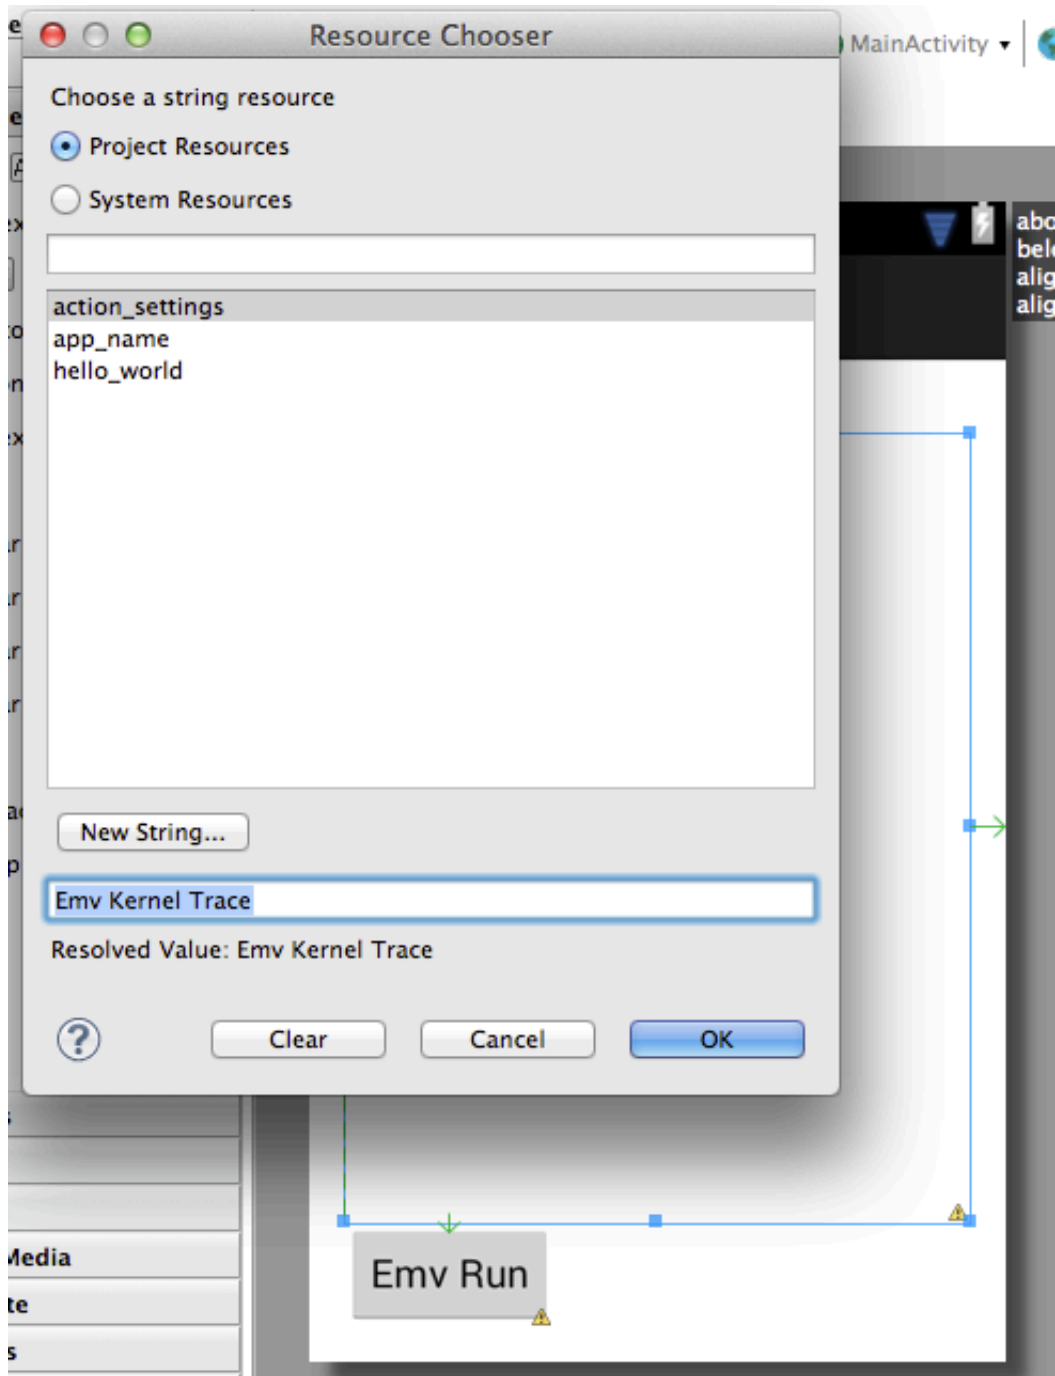 Resource Chooser
MainActivity
Choose a string resource
Project Resources
System Resources
action_settings
app_name
hello_world
New String...
Emv Kernel Trace
Resolved Value: Emv Kernel Trace
Clear
Cancel
OK
Emv Run